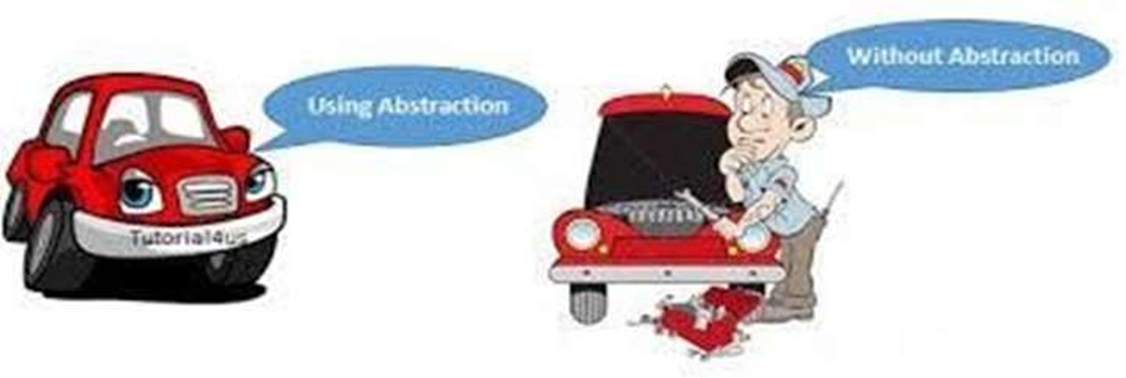 Using Abstraction
Without Abstraction
Tutorial4us